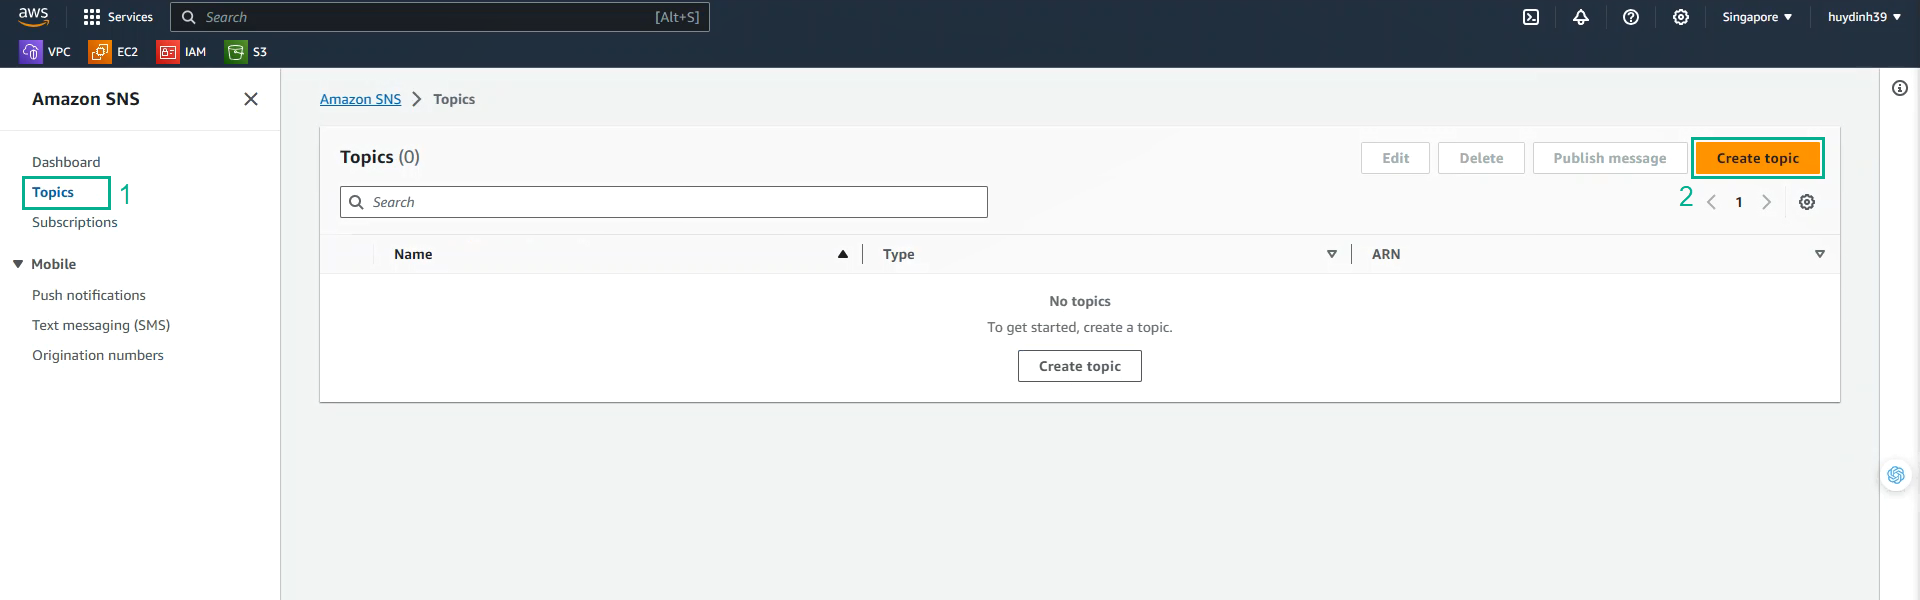 aws Services Search [Alt+S] Singapore huydinh39
VPC EC2 IAM S3
Amazon SNS
Dashboard
Topics 1
Subscriptions
Mobile
Push notifications
Text messaging (SMS)
Origination numbers
Amazon SNS > Topics
Topics (0) Edit Delete Publish message Create topic
Search 2 < 1 >
Name Type ARN
No topics
To get started, create a topic.
Create topic